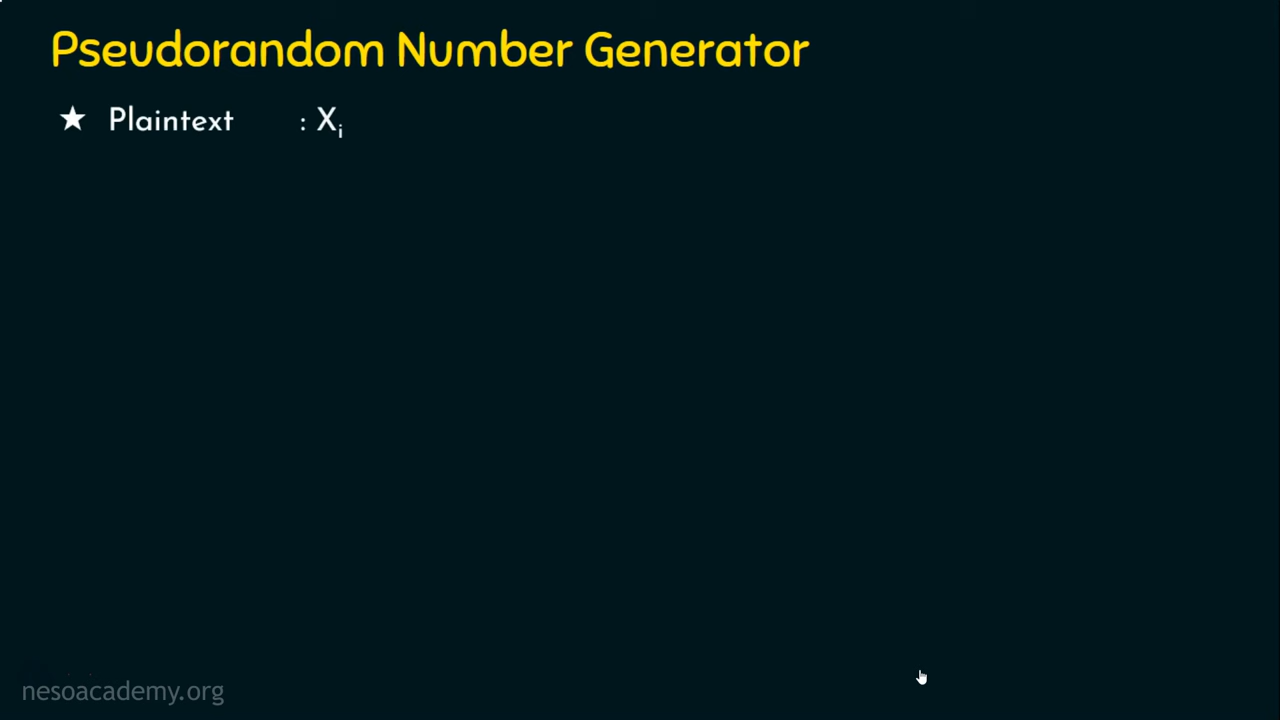 Pseudorandom Number Generator
★ Plaintext : Xᵢ
nesoacademy.org